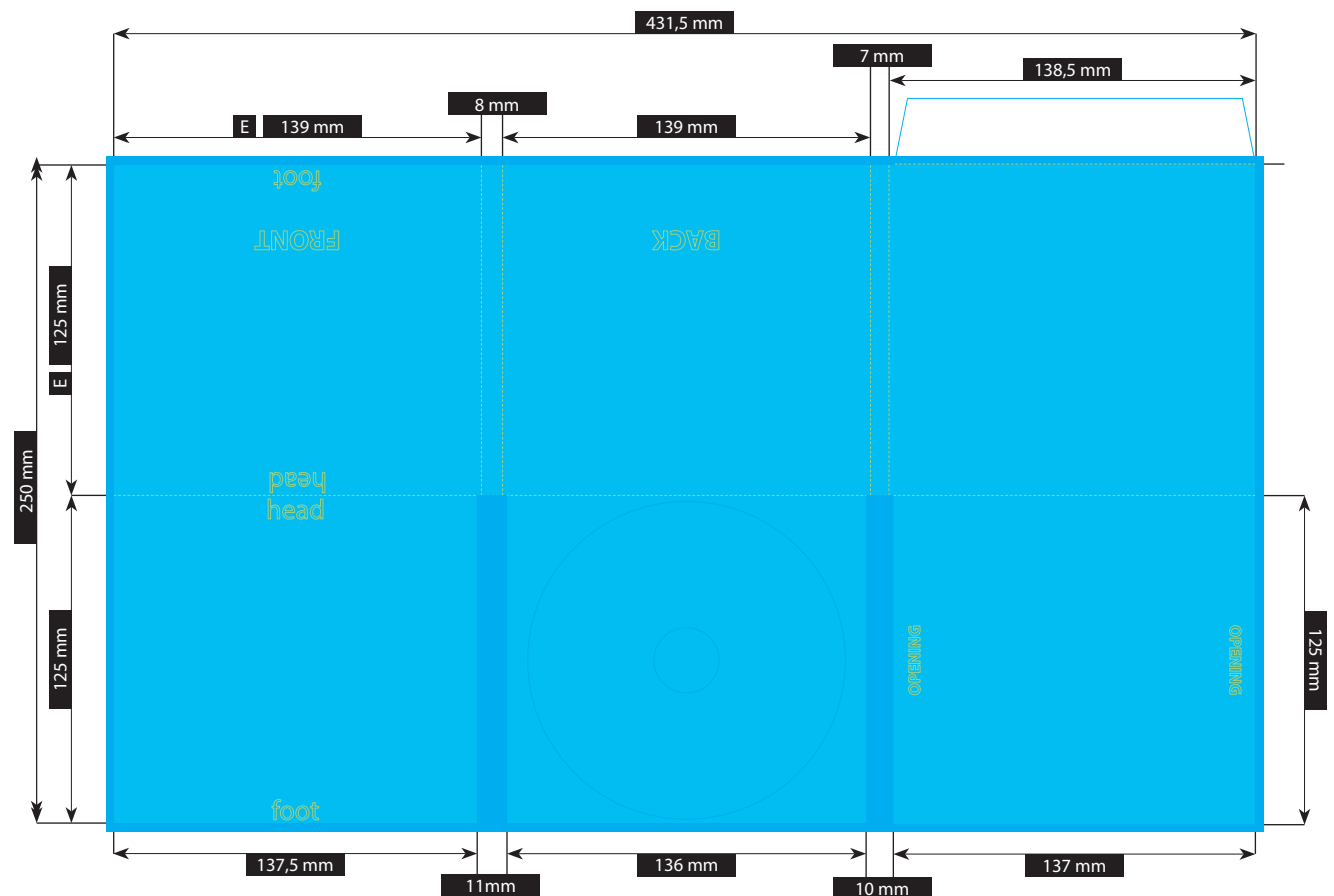 431,5 mm
7 mm
138,5 mm
8 mm
E 139 mm
139 mm
foot
FRONT
BACK
125 mm
E
250 mm
head
head
125 mm
OPENING
OPENING
125 mm
foot
137,5 mm
136 mm
137 mm
11mm
10 mm